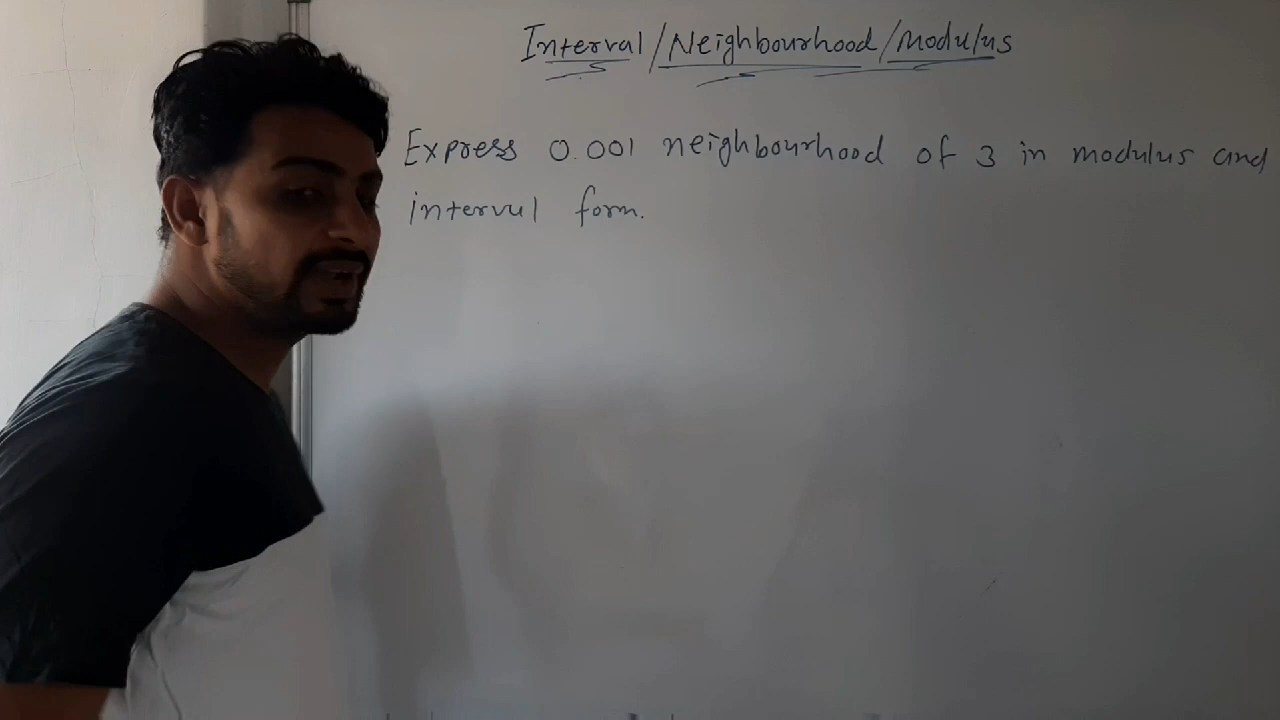 Interval/Neighbourhood/Modulus
Express 0.001 neighbourhood of 3 in modulus and
interval form.